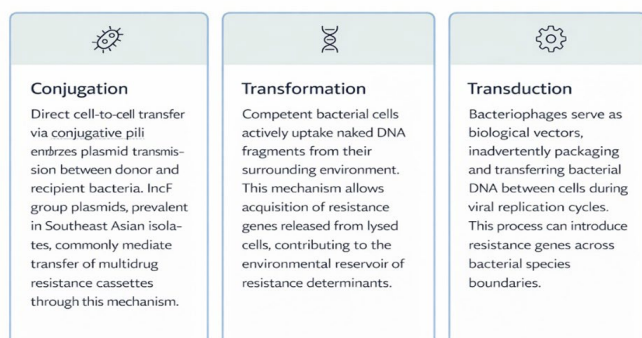 Conjugation
Direct cell-to-cell transfer
via conjugative pili
enbrzes plasmid transmis-
sion between donor and
recipient bacteria. IncF
group plasmids, prevalent
in Southeast Asian isola-
tes, commonly mediate
transfer of multidrug
resistance cassettes
through this mechanism.
Transformation
Competent bacterial cells
actively uptake naked DNA
fragments from their
surrounding environment.
This mechanism allows
acquisition of resistance
genes released from lysed
cells, contributing to the
environmental reservoir of
resistance determinants.
Transduction
Bacteriophages serve as
biological vectors,
inadvertently packaging
and transferring bacterial
DNA between cells during
viral replication cycles.
This process can introduce
resistance genes across
bacterial species
boundaries.